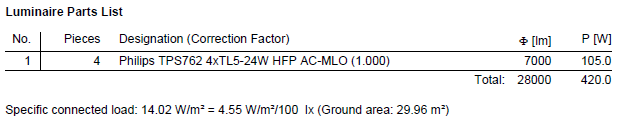 Luminaire Parts List
No. Pieces Designation (Correction Factor) Φ [lm] P [W]
1 4 Philips TPS762 4xTL5-24W HFP AC-MLO (1.000) 7000 105.0
Total: 28000 420.0
Specific connected load: 14.02 W/m² = 4.55 W/m²/100 lx (Ground area: 29.96 m²)